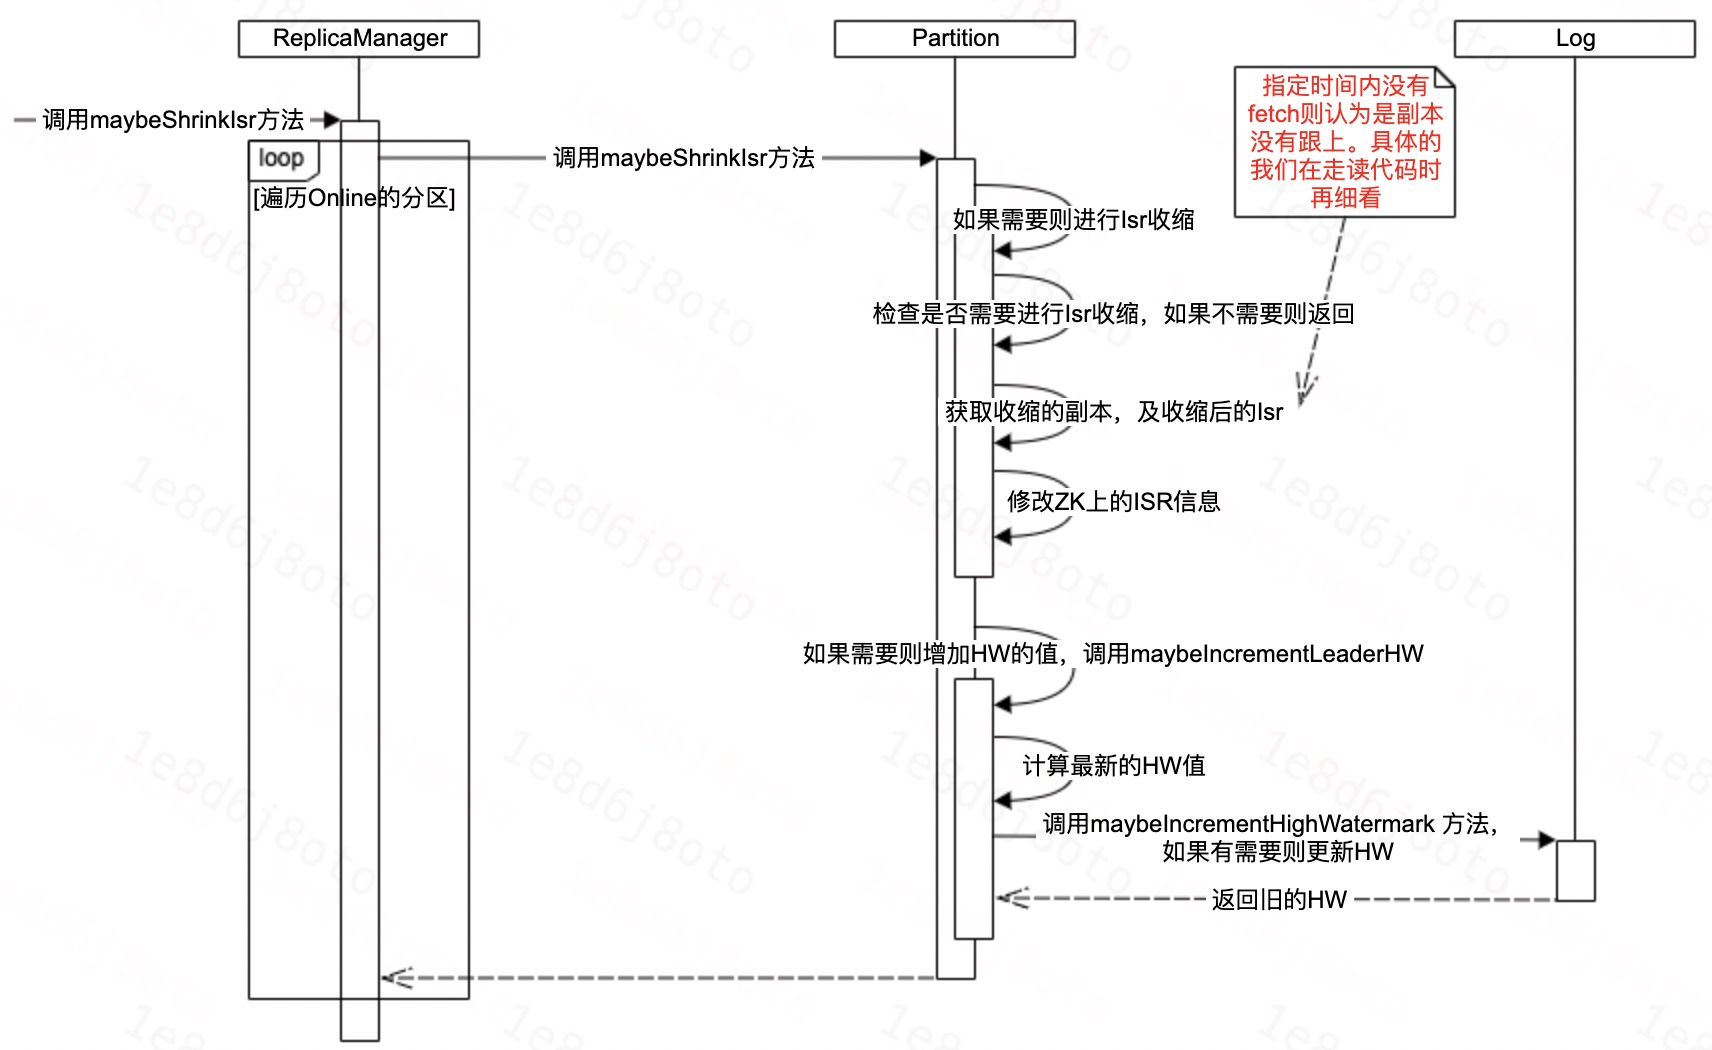 ReplicaManager
Partition
Log
指定时间内没有
fetch则认为是副本
没有跟上。具体的
我们在走读代码时
再细看
调用maybeShrinkIsr方法
loop
调用maybeShrinkIsr方法
[遍历Online的分区]
如果需要则进行Isr收缩
检查是否需要进行Isr收缩，如果不需要则返回
获取收缩的副本，及收缩后的Isr
修改ZK上的ISR信息
如果需要则增加HW的值，调用maybeIncrementLeaderHW
计算最新的HW值
调用maybeIncrementHighWatermark 方法，
如果有需要则更新HW
返回旧的HW
1e8d6j8oto